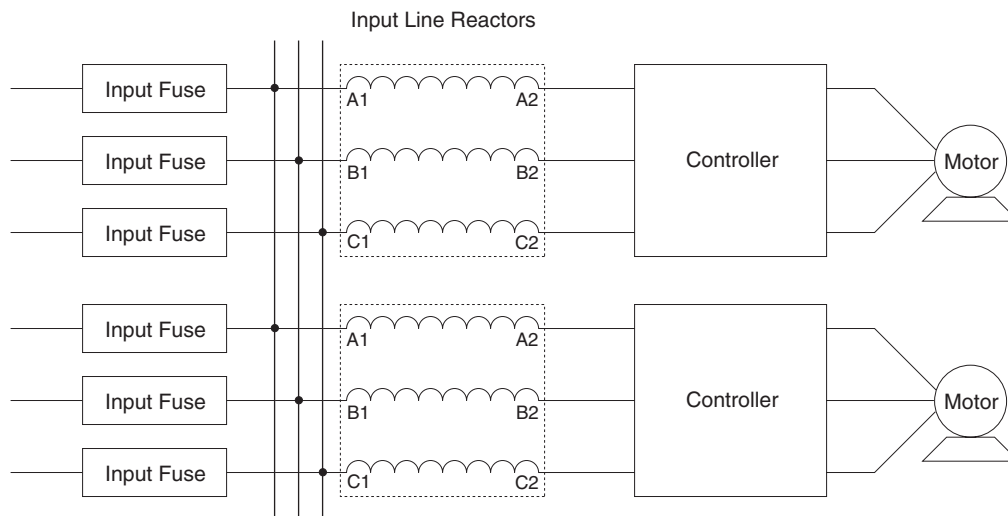 Input Line Reactors
Input Fuse
A1 A2
Input Fuse
B1 B2
Controller
Motor
Input Fuse
C1 C2
Input Fuse
A1 A2
Input Fuse
B1 B2
Controller
Motor
Input Fuse
C1 C2